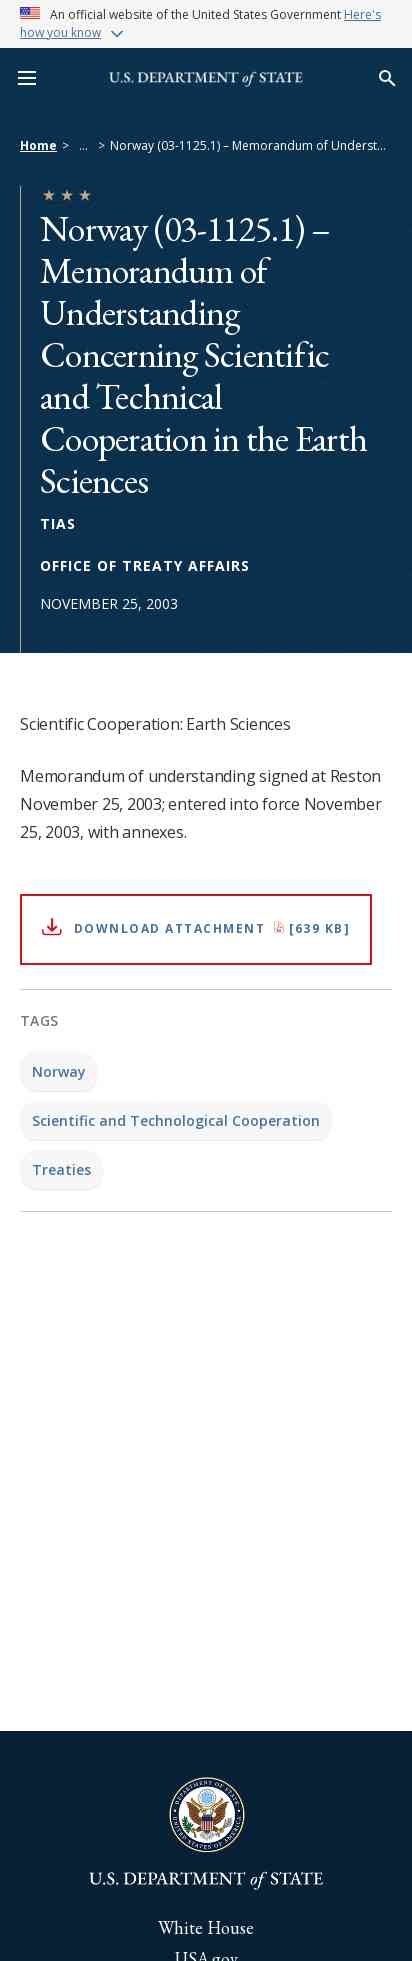 An official website of the United States Government Here's
how you know
U.S. DEPARTMENT of STATE
Home > ... > Norway (03-1125.1) – Memorandum of Underst...
Norway (03-1125.1) –
Memorandum of
Understanding
Concerning Scientific
and Technical
Cooperation in the Earth
Sciences
TIAS
OFFICE OF TREATY AFFAIRS
NOVEMBER 25, 2003
Scientific Cooperation: Earth Sciences
Memorandum of understanding signed at Reston
November 25, 2003; entered into force November
25, 2003, with annexes.
DOWNLOAD ATTACHMENT [639 KB]
TAGS
Norway
Scientific and Technological Cooperation
Treaties
DEPARTMENT OF STATE
UNITED STATES OF AMERICA
U.S. DEPARTMENT of STATE
White House
USA.gov